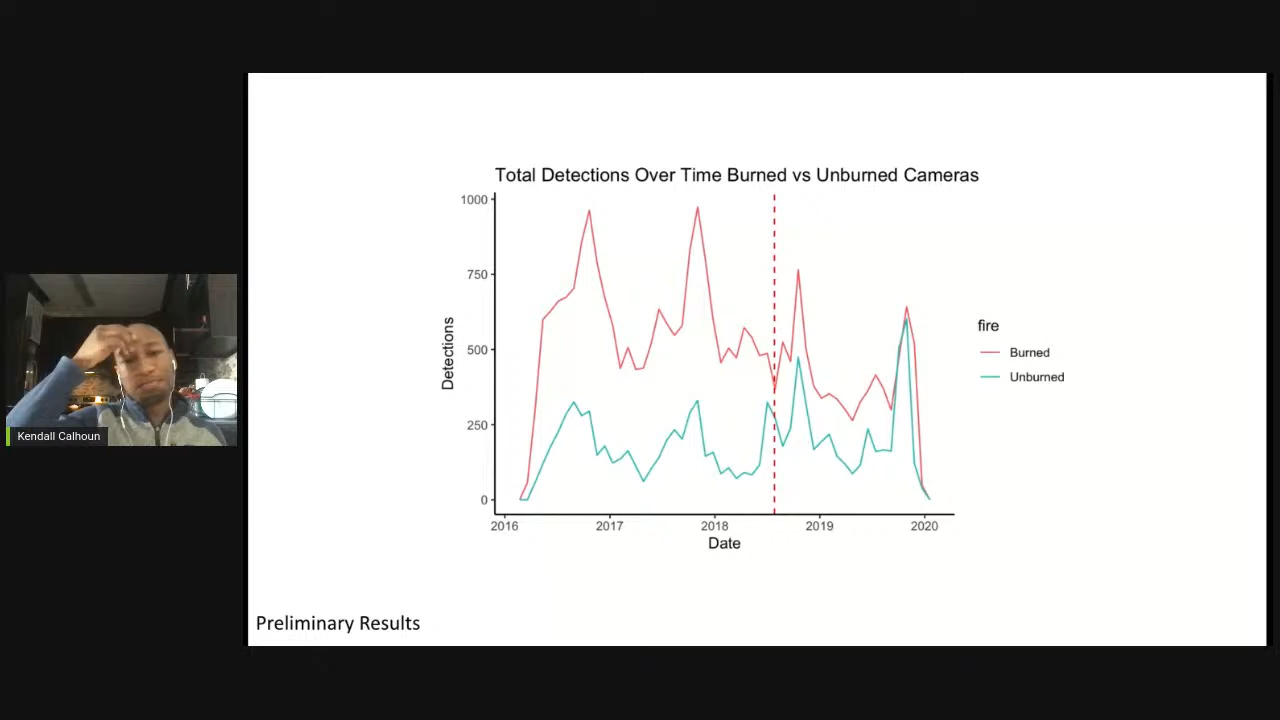 Total Detections Over Time Burned vs Unburned Cameras
1000
750
500
250
0
Detections
2016 2017 2018 2019 2020
Date
fire
Burned
Unburned
Kendall Calhoun
Preliminary Results